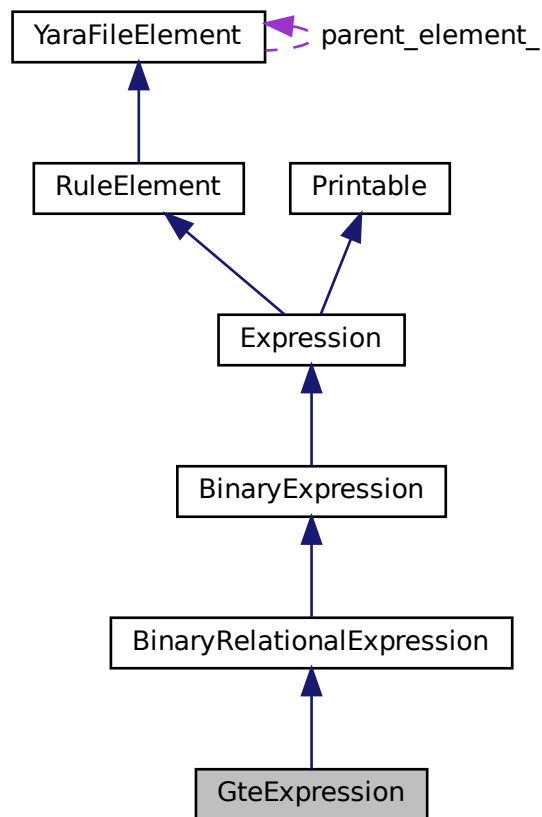 YaraFileElement
parent_element_
RuleElement
Printable
Expression
BinaryExpression
BinaryRelationalExpression
GteExpression